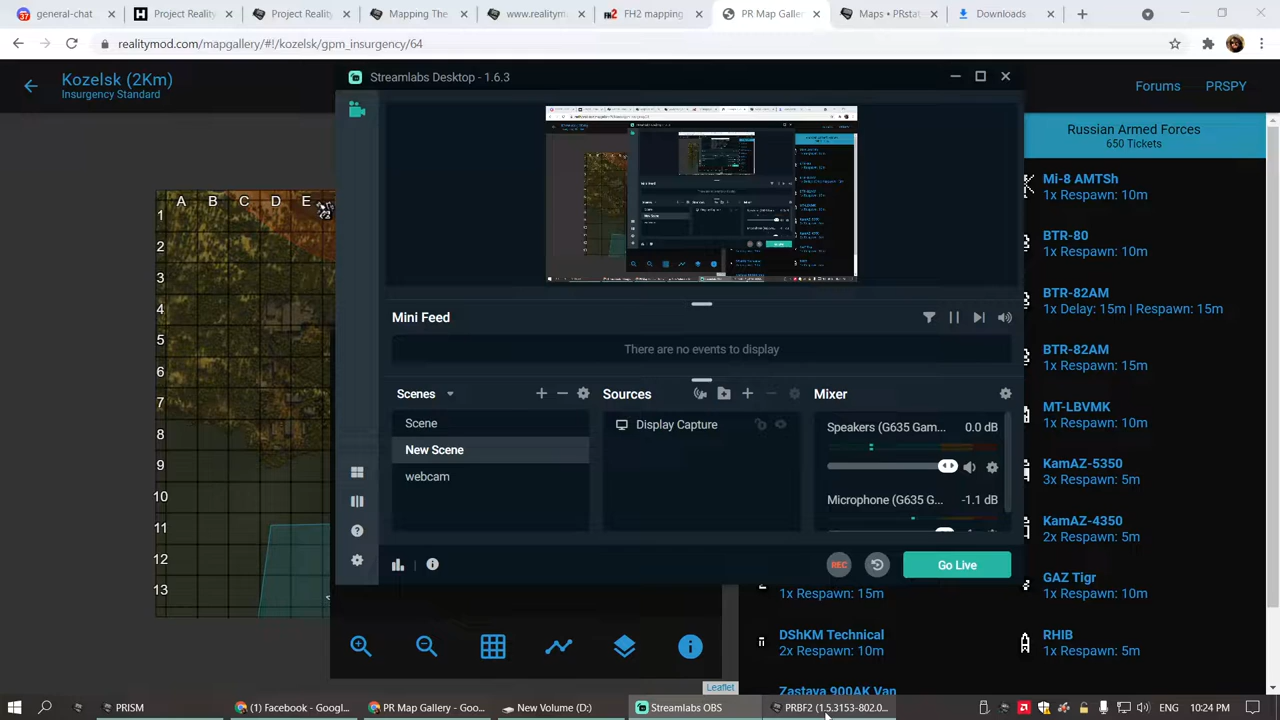 37 general-chat
Project Reality
Project Realit
Mapping The
www.realitym
FH2 mapping
PR Map Galler
Maps • PRstat
Downloads
realitymod.com/mapgallery/#!/kozelsk/gpm_insurgency/64
Kozelsk (2Km)
Insurgency Standard
Forums
PRSPY
Streamlabs Desktop - 1.6.3
Russian Armed Forces
650 Tickets
Mi-8 AMTSh
1x Respawn: 10m
BTR-80
1x Respawn: 10m
BTR-82AM
1x Delay: 15m | Respawn: 15m
BTR-82AM
1x Respawn: 15m
MT-LBVMK
1x Respawn: 10m
KamAZ-5350
3x Respawn: 5m
KamAZ-4350
2x Respawn: 5m
GAZ Tigr
1x Respawn: 10m
RHIB
1x Respawn: 5m
A B C D E
2
3
4
5
6
7
8
9
10
11
12
13
Mini Feed
There are no events to display
Scenes
Scene
New Scene
webcam
Sources
Display Capture
Mixer
Speakers (G635 Gam... 0.0 dB
Microphone (G635 G... -1.1 dB
REC
Go Live
1x Respawn: 15m
DShKM Technical
2x Respawn: 10m
Zastava 900AK Van
Leaflet
PRISM
(1) Facebook - Googl...
PR Map Gallery - Goo...
New Volume (D:)
Streamlabs OBS
PRBF2 (1.5.3153-802.0...
ENG
10:24 PM